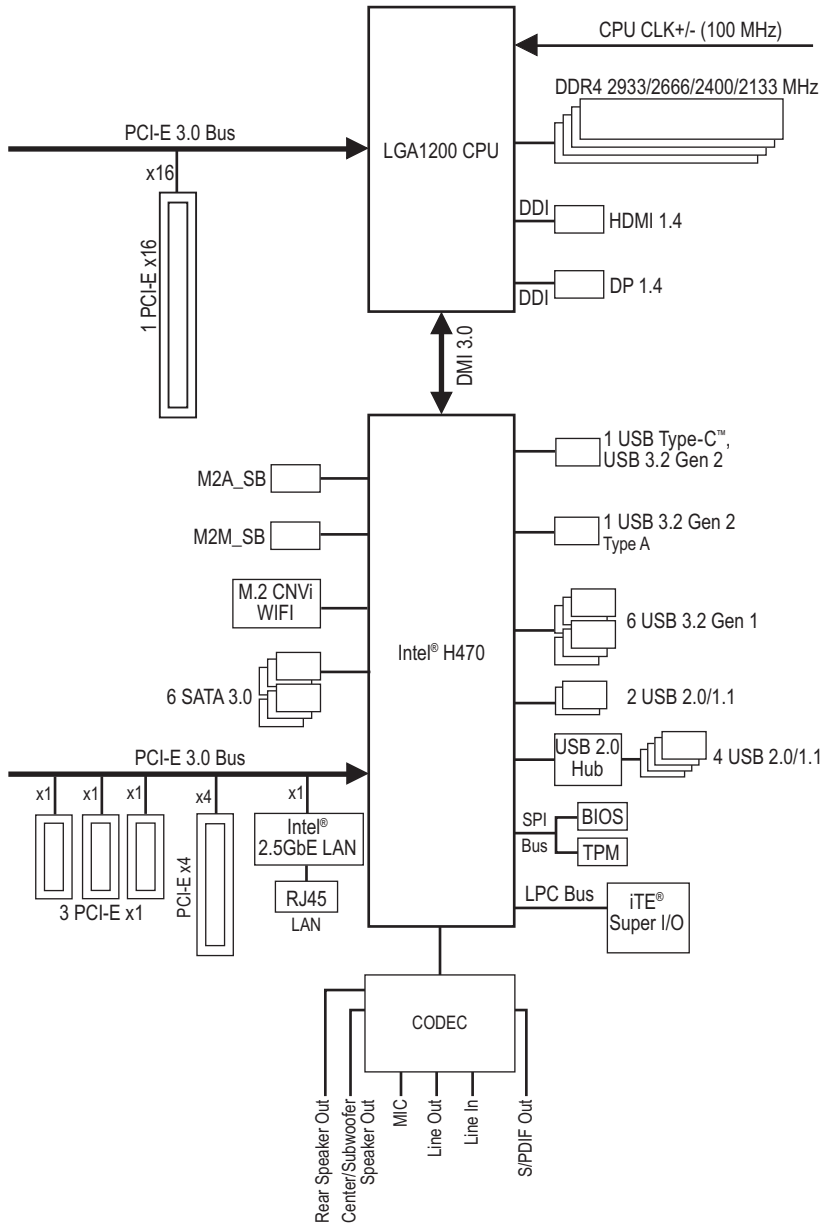 CPU CLK+/- (100 MHz)
DDR4 2933/2666/2400/2133 MHz
PCI-E 3.0 Bus
LGA1200 CPU
x16
1 PCI-E x16
DDI
HDMI 1.4
DP 1.4
DDI
DMI 3.0
1 USB Type-C™,
USB 3.2 Gen 2
M2A_SB
1 USB 3.2 Gen 2
Type A
M2M_SB
M.2 CNVi
WIFI
6 USB 3.2 Gen 1
Intel® H470
6 SATA 3.0
2 USB 2.0/1.1
PCI-E 3.0 Bus
USB 2.0
Hub
4 USB 2.0/1.1
x1
x1
x1
x4
x1
Intel®
2.5GbE LAN
SPI
Bus
BIOS
TPM
PCI-E x4
3 PCI-E x1
RJ45
LAN
LPC Bus
iTE®
Super I/O
CODEC
Rear Speaker Out
Center/Subwoofer
Speaker Out
MIC
Line Out
Line In
S/PDIF Out